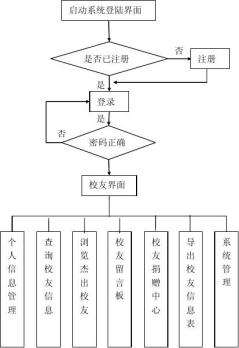 启动系统登陆界面
是否已注册
否
注册
是
登录
是
否
密码正确
校友界面
个人信息管理
查询校友信息
浏览杰出校友
校友留言板
校友捐赠中心
导出校友信息表
系统管理